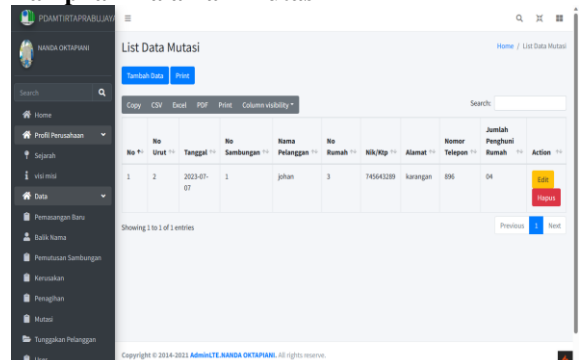 PDAMTIRTAPRABUJAYA
NANDA OKTAPIANI
Search
Home
Profil Perusahaan
Sejarah
visi misi
Data
Pemasangan Baru
Balik Nama
Pemutusan Sambungan
Kerusakan
Penagihan
Mutasi
Tunggakan Pelanggan
User
List Data Mutasi
Home / List Data Mutasi
Tambah Data Print
Copy CSV Excel PDF Print Column visibility
Search:
No No Urut Tanggal No Sambungan Nama Pelanggan No Rumah Nik/Ktp Alamat Nomor Telepon Jumlah Penghuni Rumah Action
1 2 2023-07-07 1 johan 3 745643289 karangan 896 04 Edit
Hapus
Showing 1 to 1 of 1 entries
Previous 1 Next
Copyright © 2014-2021 AdminLTE.NANDA OKTAPIANI. All rights reserve.